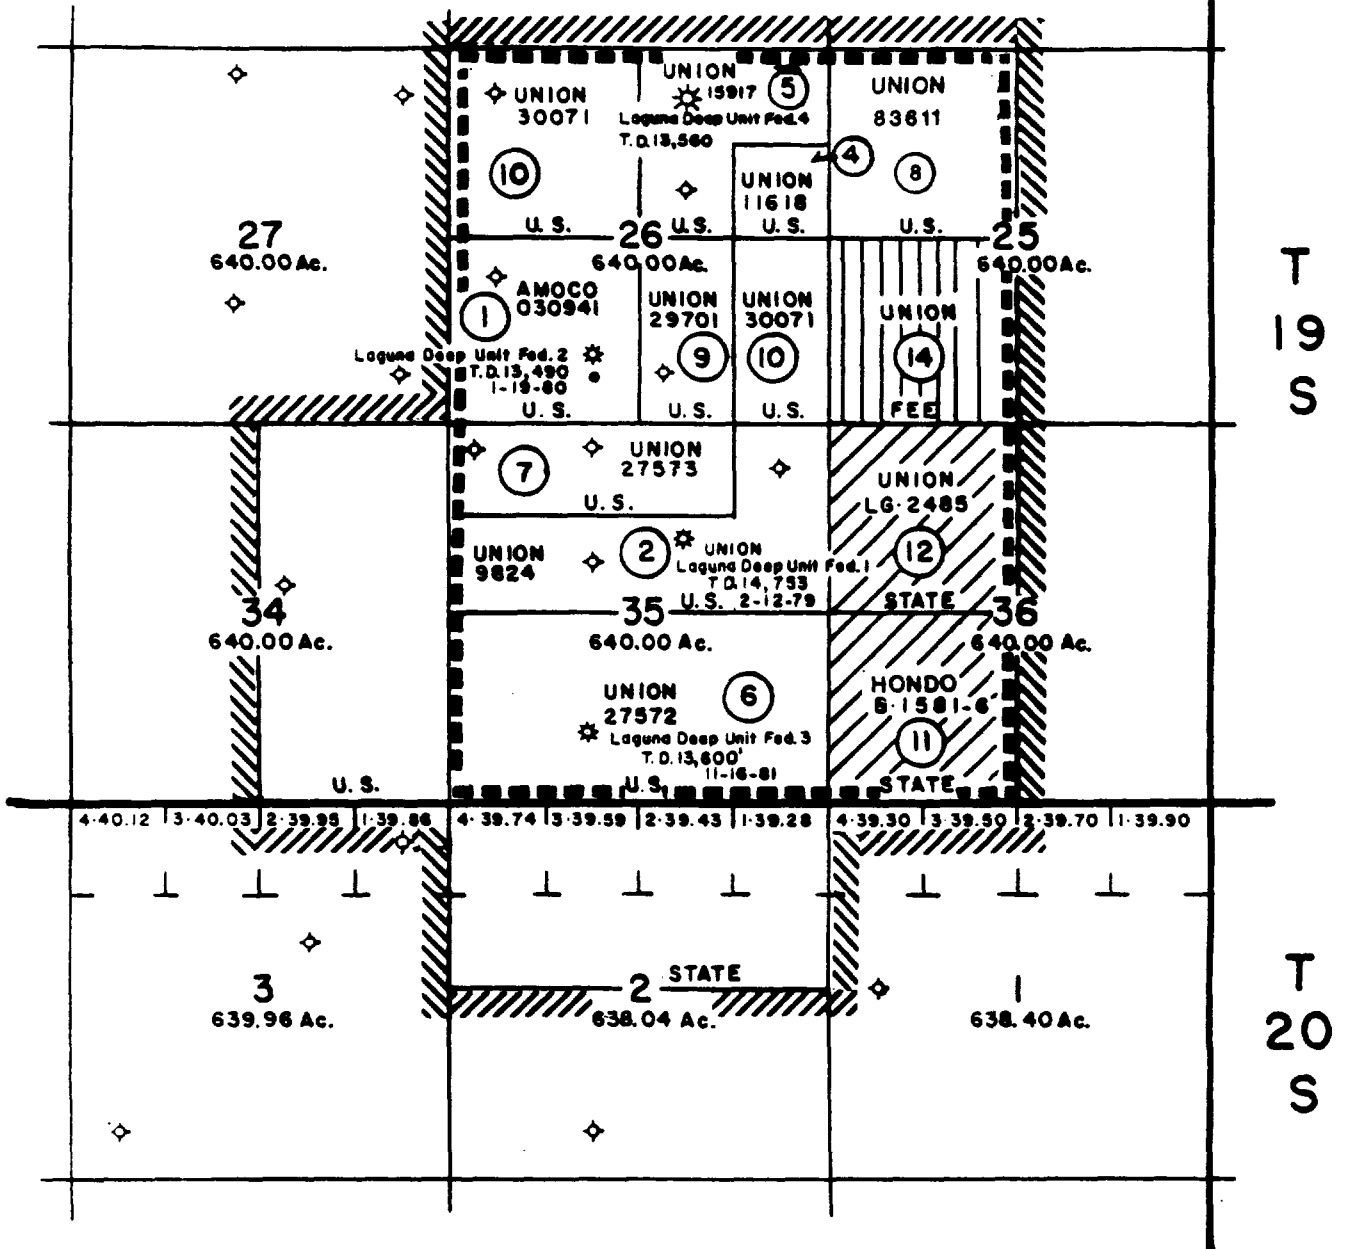 UNION
15917
5
UNION
83611
UNION
30071
Laguna Deep Unit Fed. 4
T.D. 13,560
10
4
8
UNION
11618
U.S.
U.S.
U.S.
U.S.
27
640.00 Ac.
26
640.00 Ac.
25
640.00 Ac.
T
19
S
AMOCO
030941
1
UNION
29701
9
UNION
30071
10
UNION
14
Laguna Deep Unit Fed. 2
T.D. 13,490
1-19-80
U.S.
U.S.
U.S.
FEE
7
UNION
27573
U.S.
UNION
LG-2485
12
STATE
UNION
9824
2
UNION
Laguna Deep Unit Fed. 1
T.D. 14,753
U.S. 2-12-79
34
640.00 Ac.
35
640.00 Ac.
36
640.00 Ac.
UNION
27572
6
Laguna Deep Unit Fed. 3
T.D. 13,600'
11-16-81
U.S.
HONDO
B-1581-6
11
STATE
U.S.
4-40.12 3-40.03 2-39.95 1-39.86 4-39.74 3-39.59 2-39.43 1-39.28 4-39.30 3-39.50 2-39.70 1-39.90
3
639.96 Ac.
STATE
2
638.04 Ac.
1
638.40 Ac.
T
20
S